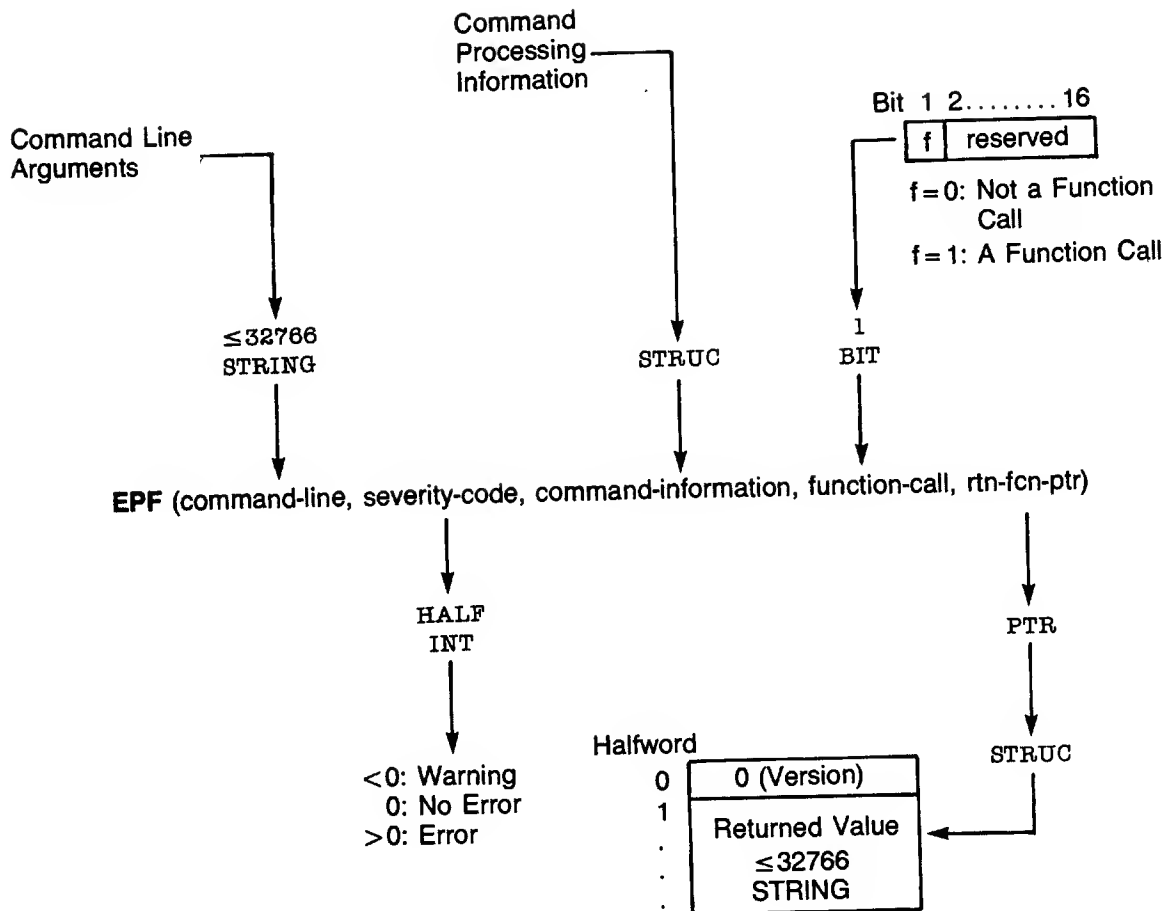 Command
Processing
Information
Bit 1 2........16
f reserved
Command Line
Arguments
f=0: Not a Function
Call
f=1: A Function Call
≤32766
STRING
STRUC
1
BIT
EPF (command-line, severity-code, command-information, function-call, rtn-fcn-ptr)
HALF
INT
PTR
STRUC
<0: Warning
0: No Error
>0: Error
Halfword
0 0 (Version)
1
Returned Value
≤32766
STRING